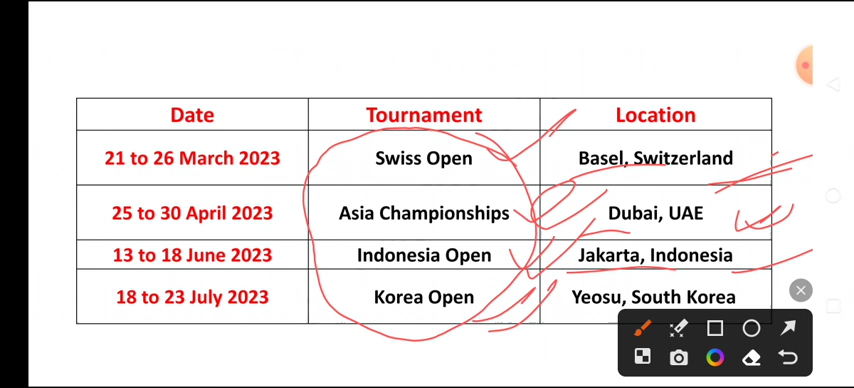 Date Tournament Location
21 to 26 March 2023 Swiss Open Basel, Switzerland
25 to 30 April 2023 Asia Championships Dubai, UAE
13 to 18 June 2023 Indonesia Open Jakarta, Indonesia
18 to 23 July 2023 Korea Open Yeosu, South Korea